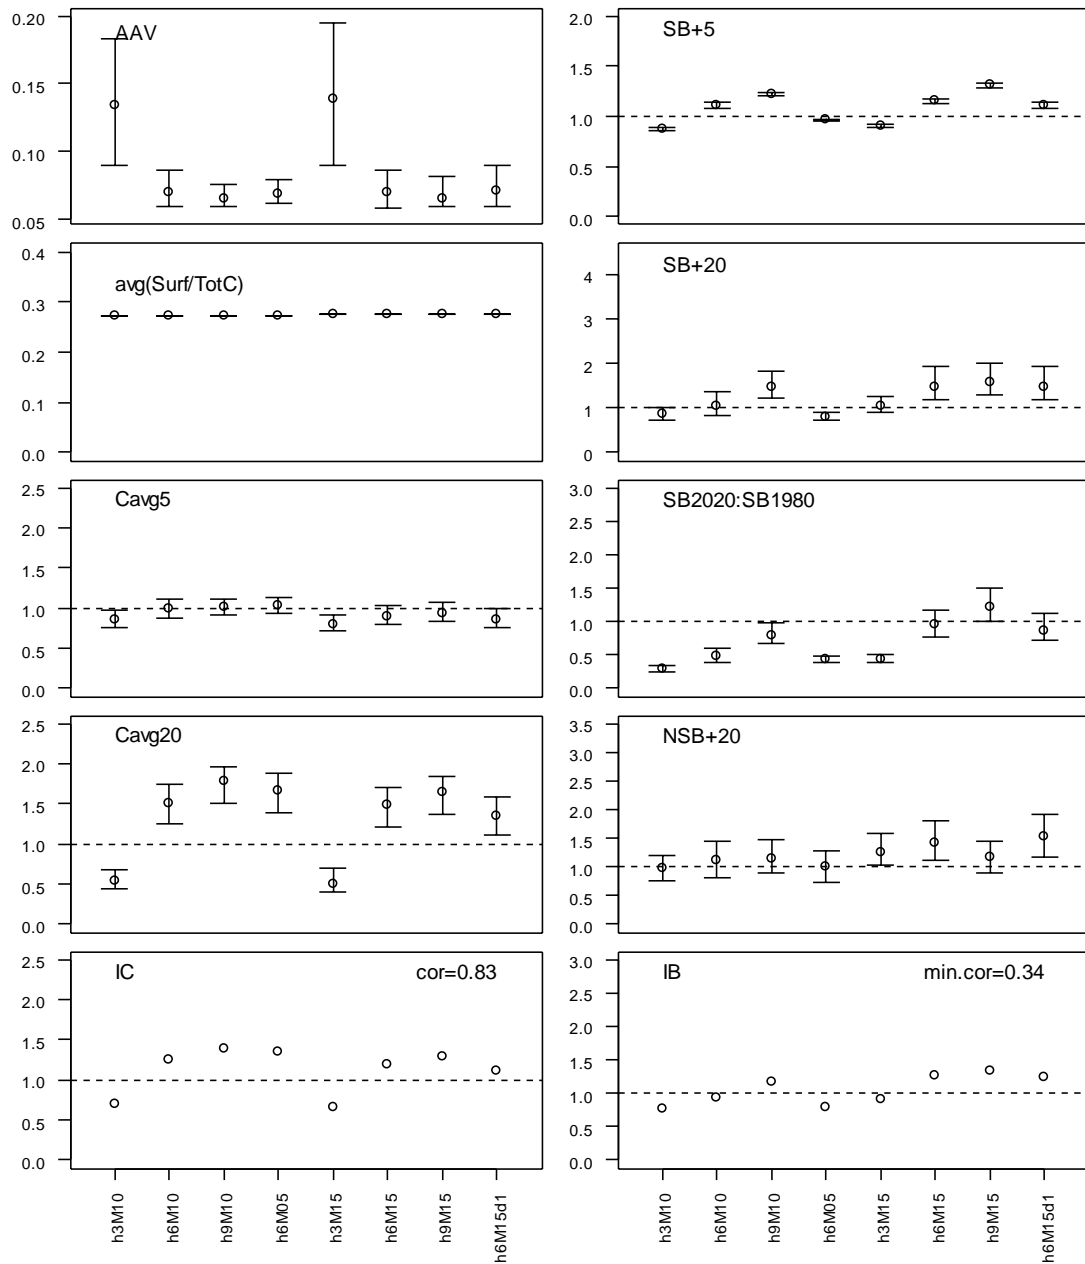 AAV
0.20
0.15
0.10
0.05
SB+5
2.0
1.5
1.0
0.5
0.0
avg(Surf/TotC)
0.4
0.3
0.2
0.1
0.0
SB+20
4
3
2
1
0
Cavg5
2.5
2.0
1.5
1.0
0.5
0.0
SB2020:SB1980
3.0
2.5
2.0
1.5
1.0
0.5
0.0
Cavg20
2.5
2.0
1.5
1.0
0.5
0.0
NSB+20
3.5
3.0
2.5
2.0
1.5
1.0
0.5
0.0
IC cor=0.83
2.5
2.0
1.5
1.0
0.5
0.0
h3M10
h6M10
h9M10
h6M05
h3M15
h6M15
h9M15
h6M15d1
IB min.cor=0.34
3.0
2.5
2.0
1.5
1.0
0.5
0.0
h3M10
h6M10
h9M10
h6M05
h3M15
h6M15
h9M15
h6M15d1